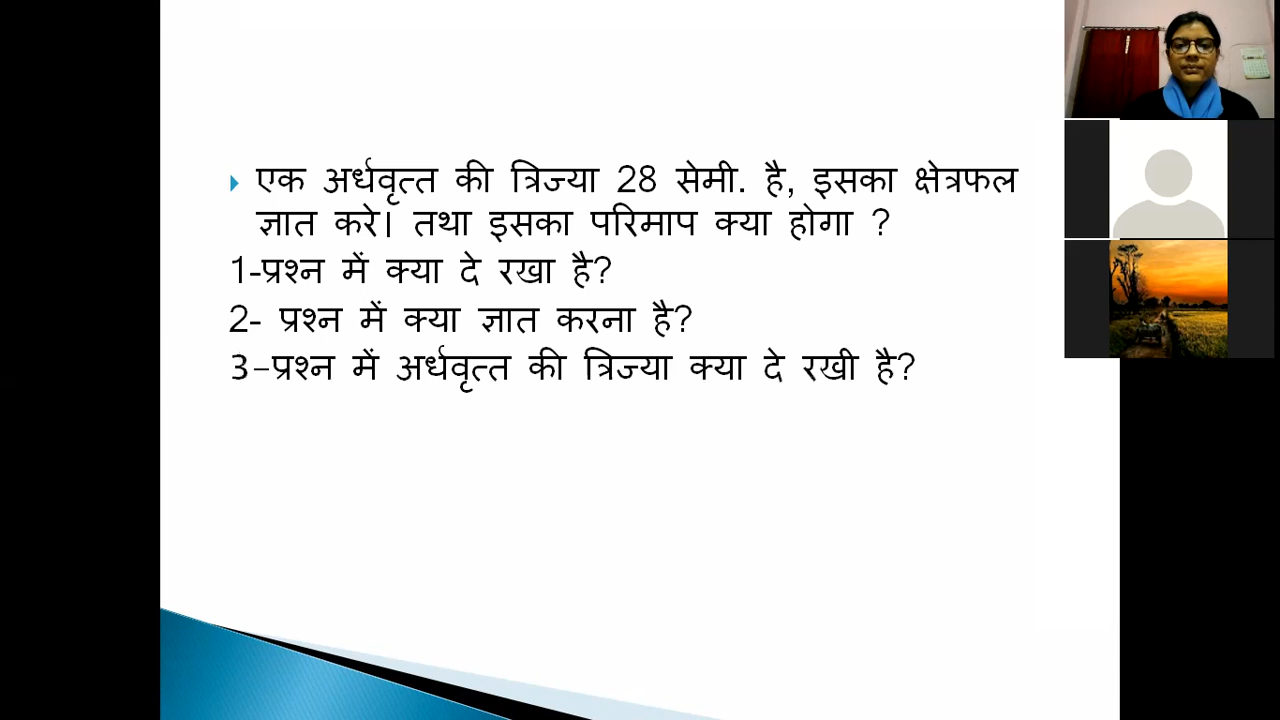 एक अर्धवृत्त की त्रिज्या 28 सेमी. है, इसका क्षेत्रफल
ज्ञात करे। तथा इसका परिमाप क्या होगा ?
1-प्रश्न में क्या दे रखा है?
2- प्रश्न में क्या ज्ञात करना है?
3-प्रश्न में अर्धवृत्त की त्रिज्या क्या दे रखी है?